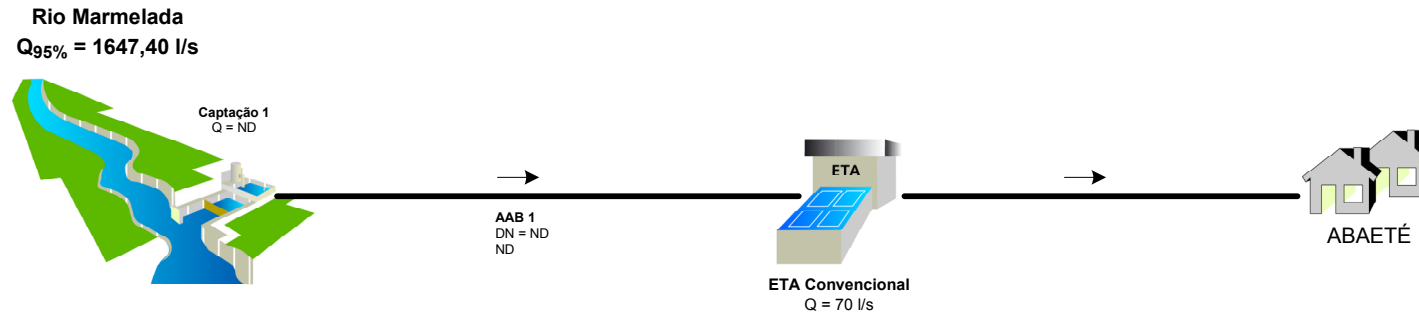 Rio Marmelada
Q95% = 1647,40 l/s
Captação 1
Q = ND
AAB 1
DN = ND
ND
ETA
ETA Convencional
Q = 70 l/s
ABAETÉ